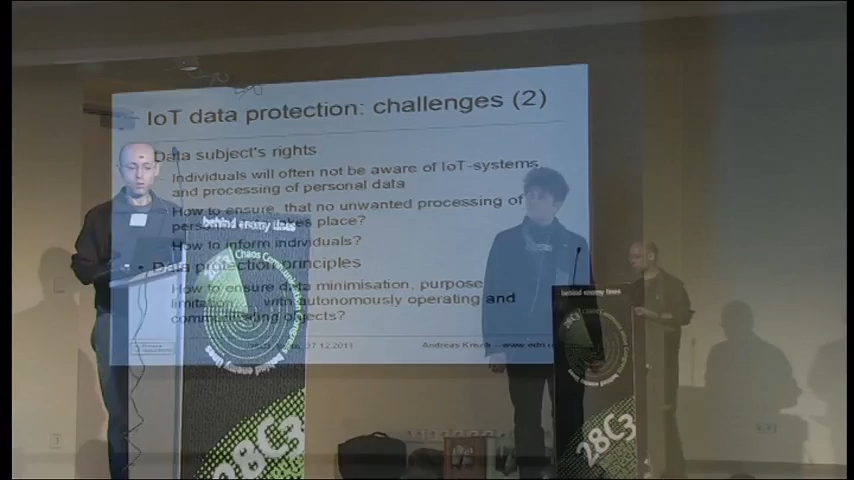 IoT data protection: challenges (2)
Data subject's rights
Individuals will often not be aware of IoT-systems
and processing of personal data
How to ensure, that no unwanted processing of
takes place?
How to inform individuals?
• Data protection principles
How to ensure data minimisation, purpose
limitation, with autonomously operating and
communicating objects?
27.12.2011
Andreas
behind enemy lines
Chaos Communication Congress
behind enemy lines
28C3
behind enemy lines
28C3